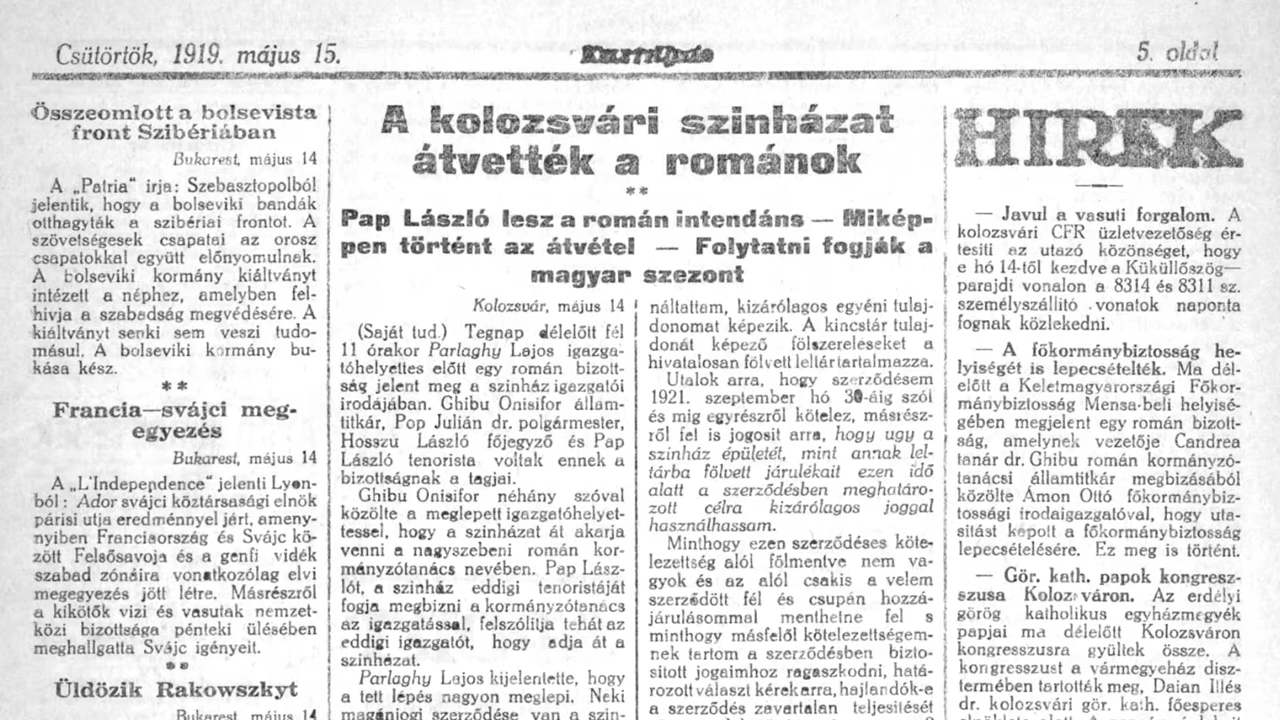 Csütörtök, 1919. május 15.
5. oldal
Összeomlott a bolsevista
front Szibériában
Bukarest, május 14
A „Patria“ irja: Szebasztopolból
jelentik, hogy a bolseviki bandák
otthagyták a szibériai frontot. A
szövetségesek csapatai az orosz
csapatokkal együtt előnyomulnak.
A bolseviki kormány kiáltványt
intézett a néphez, amelyben fel-
hivja a szabadság megvédésére. A
kiáltványt senki sem veszi tudo-
másul. A bolseviki kormány bu-
kása kész.
**
Francia—svájci meg-
egyezés
Bukarest, május 14
A „L'Independence“ jelenti Lyon-
ból: Ador svájci köztársasági elnök
párisi utja eredménnyel járt, ameny-
nyiben Franciaország és Svájc kö-
zött Felsősavoja és a genfi vidék
szabad zónáira vonatkozólag elvi
megegyezés jött létre. Másrészről
a kikötők vizi és vasutak nemzet-
közi bizottsága pénteki ülésében
meghallgatta Svájc igényeit.
**
Üldözik Rakowszkyt
Bukarest, május 14
A kolozsvári szinházat
átvették a románok
**
Pap László lesz a román intendáns — Mikép-
pen történt az átvétel — Folytatni fogják a
magyar szezont
Kolozsvár, május 14
(Saját tud.) Tegnap délelőtt fél
11 órakor Parlaghy Lajos igazga-
tóhelyettes előtt egy román bizott-
ság jelent meg a szinház igazgatói
irodájában. Ghibu Onisifor állam-
titkár, Pop Julián dr. polgármester,
Hosszu László főjegyző és Pap
László tenorista voltak ennek a
bizottságnak a tagjai.
Ghibu Onisifor néhány szóval
közölte a meglepett igazgatóhelyet-
tessel, hogy a szinházat át akarja
venni a nagyszebeni román kor-
mányzótanács nevében. Pap Lász-
lót, a szinház eddigi tenoristáját
fogja megbizni a kormányzótanács
az igazgatással, felszólitja tehát az
eddigi igazgatót, hogy adja át a
szinházat.
Parlaghy Lajos kijelentette, hogy
a tett lépés nagyon meglepi. Neki
magánjogi szerződése van a szin-
náltattam, kizárólagos egyéni tulaj-
donomat képezik. A kincstár tulaj-
donát képező fölszereléseket a
hivatalosan fölvett leltár tartalmazza.
Utalok arra, hogy szerződésem
1921. szeptember hó 30-áig szól
és mig egyrészről kötelez, másrész-
ről fel is jogosit arra, hogy ugy a
szinház épületét, mint annak lel-
tárba fölvett járulékait ezen idő
alatt a szerződésben meghatáro-
zott célra kizárólagos joggal
használhassam.
Minthogy ezen szerződéses köte-
lezettség alól fölmentve nem va-
gyok és az alól csakis a velem
szerződött fél és csupán hozzá-
járulásommal menthetne fel s
minthogy másfelől kötelezettségem-
nek tartom a szerződésben bizto-
sitott jogaimhoz ragaszkodni, hatá-
rozott választ kérek arra, hajlandók-e
a szerződés zavartalan teljesitését
HIREK
— Javul a vasuti forgalom. A
kolozsvári CFR üzletvezetőség ér-
tesiti az utazó közönséget, hogy
e hó 14-től kezdve a Küküllőszög—
parajdi vonalon a 8314 és 8311 sz.
személyszállitó vonatok naponta
fognak közlekedni.
— A főkormánybiztosság he-
lyiségét is lepecsételték. Ma dél-
előtt a Keletmagyarországi Főkor-
mánybiztosság Mensa-beli helyisé-
gében megjelent egy román bizott-
ság, amelynek vezetője Candrea
tanár dr. Ghibu román kormányzó-
tanácsi államtitkár megbizásából
közölte Ámon Ottó főkormánybiz-
tossági irodaigazgatóval, hogy uta-
sitást kapott a főkormánybiztosság
lepecsételésére. Ez meg is történt.
— Gör. kath. papok kongresz-
szusa Kolozsváron. Az erdélyi
görög katholikus egyházmegyék
papjai ma délelőtt Kolozsváron
kongresszusra gyültek össze. A
kongresszust a vármegyeház disz-
termében tartották meg, Daian Illés
dr. kolozsvári gör. kath. főesperes